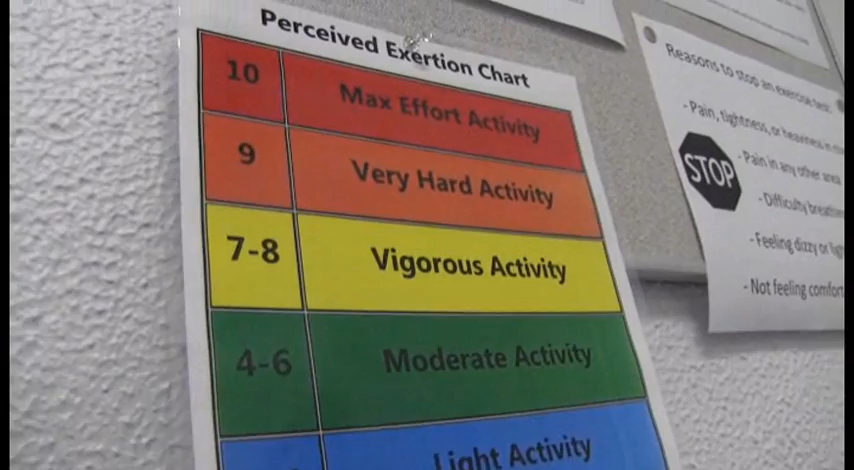 Perceived Exertion Chart
10 Max Effort Activity
9 Very Hard Activity
7-8 Vigorous Activity
4-6 Moderate Activity
Light Activity
Reasons to stop an exercise test:
- Pain, tightness, or heaviness in
STOP
- Pain in any other area
- Difficulty
- Feeling dizzy or
- Not feeling